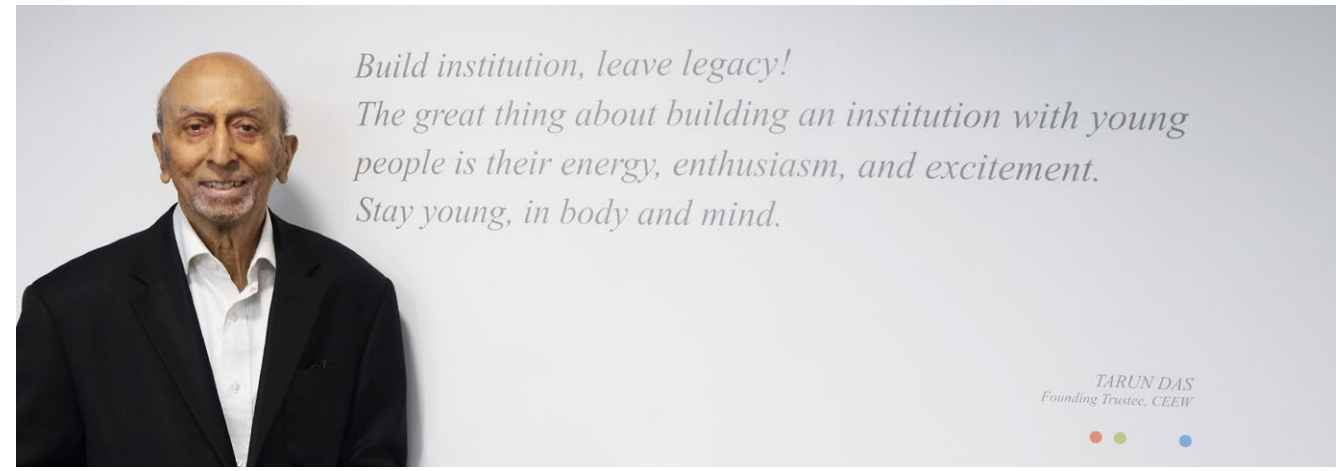 Build institution, leave legacy!
The great thing about building an institution with young
people is their energy, enthusiasm, and excitement.
Stay young, in body and mind.
TARUN DAS
Founding Trustee, CEEW